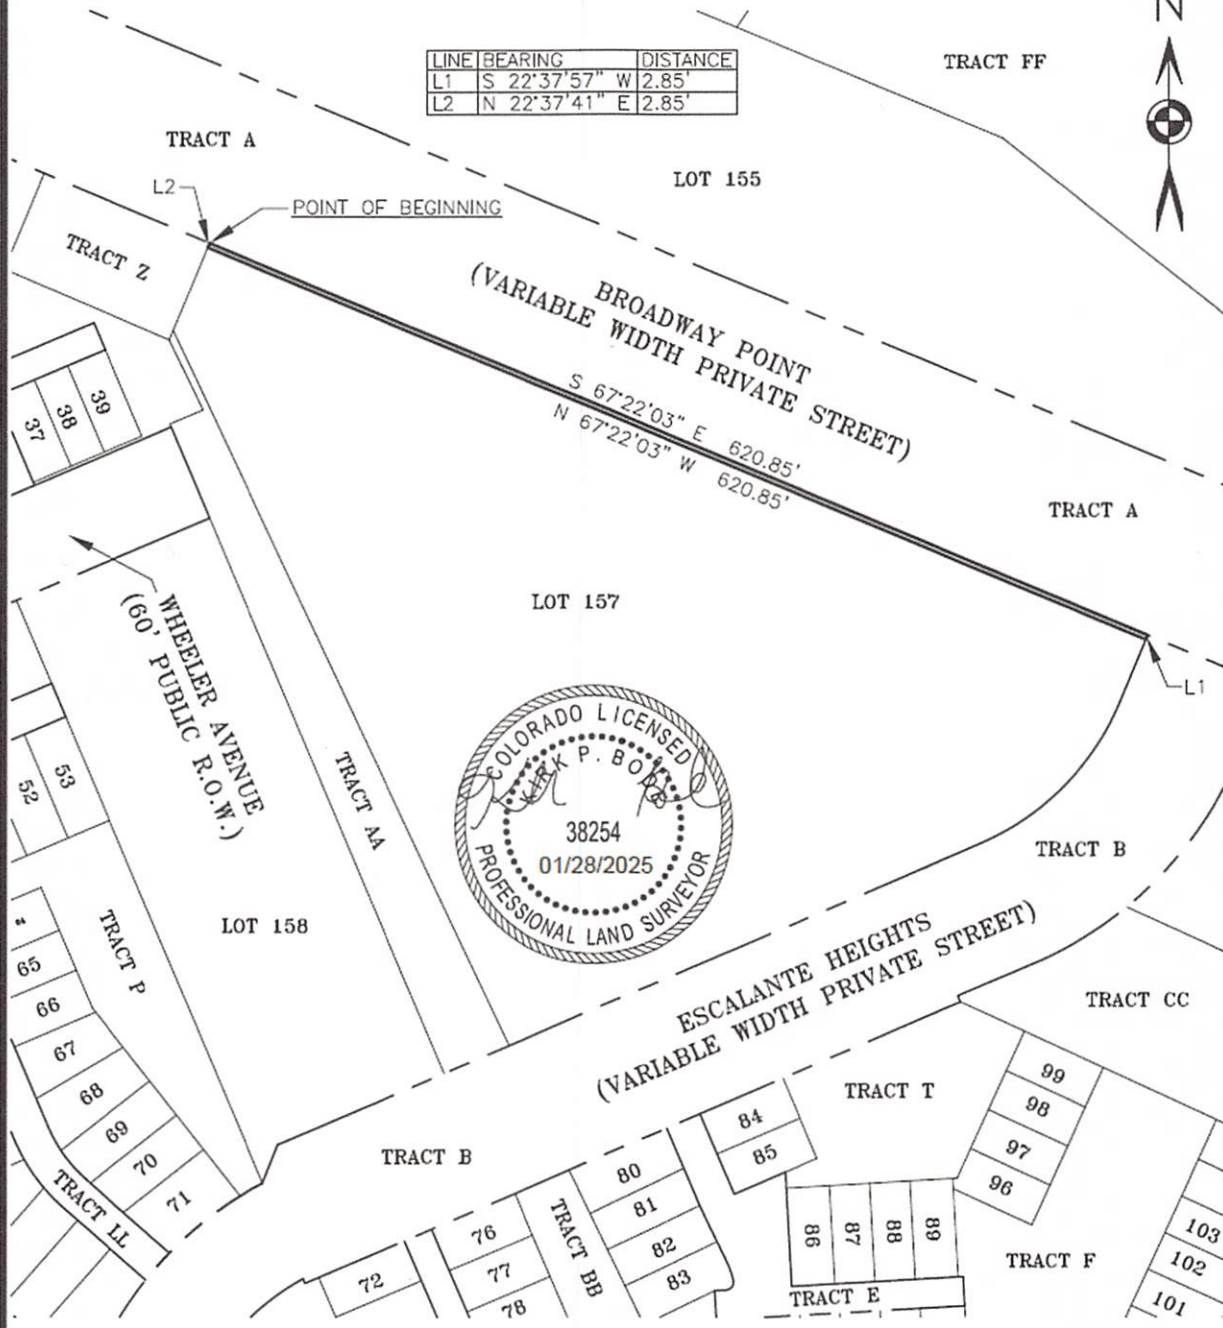 N
LINE BEARING DISTANCE
L1 S 22°37'57" W 2.85'
L2 N 22°37'41" E 2.85'
TRACT FF
TRACT A
LOT 155
L2
POINT OF BEGINNING
TRACT Z
BROADWAY POINT
(VARIABLE WIDTH PRIVATE STREET)
S 67°22'03" E 620.85'
N 67°22'03" W 620.85'
39
38
37
TRACT A
LOT 157
WHEELER AVENUE
(60' PUBLIC R.O.W.)
L1
COLORADO LICENSED
KIRK P. BODE
38254
01/28/2025
PROFESSIONAL LAND SURVEYOR
TRACT AA
53
52
TRACT B
LOT 158
TRACT P
65
66
67
68
69
70
71
TRACT LL
ESCALANTE HEIGHTS
(VARIABLE WIDTH PRIVATE STREET)
TRACT CC
TRACT T
99
98
97
96
84
85
TRACT B
80
81
82
83
TRACT BB
76
77
78
72
86
87
88
89
TRACT E
TRACT F
103
102
101